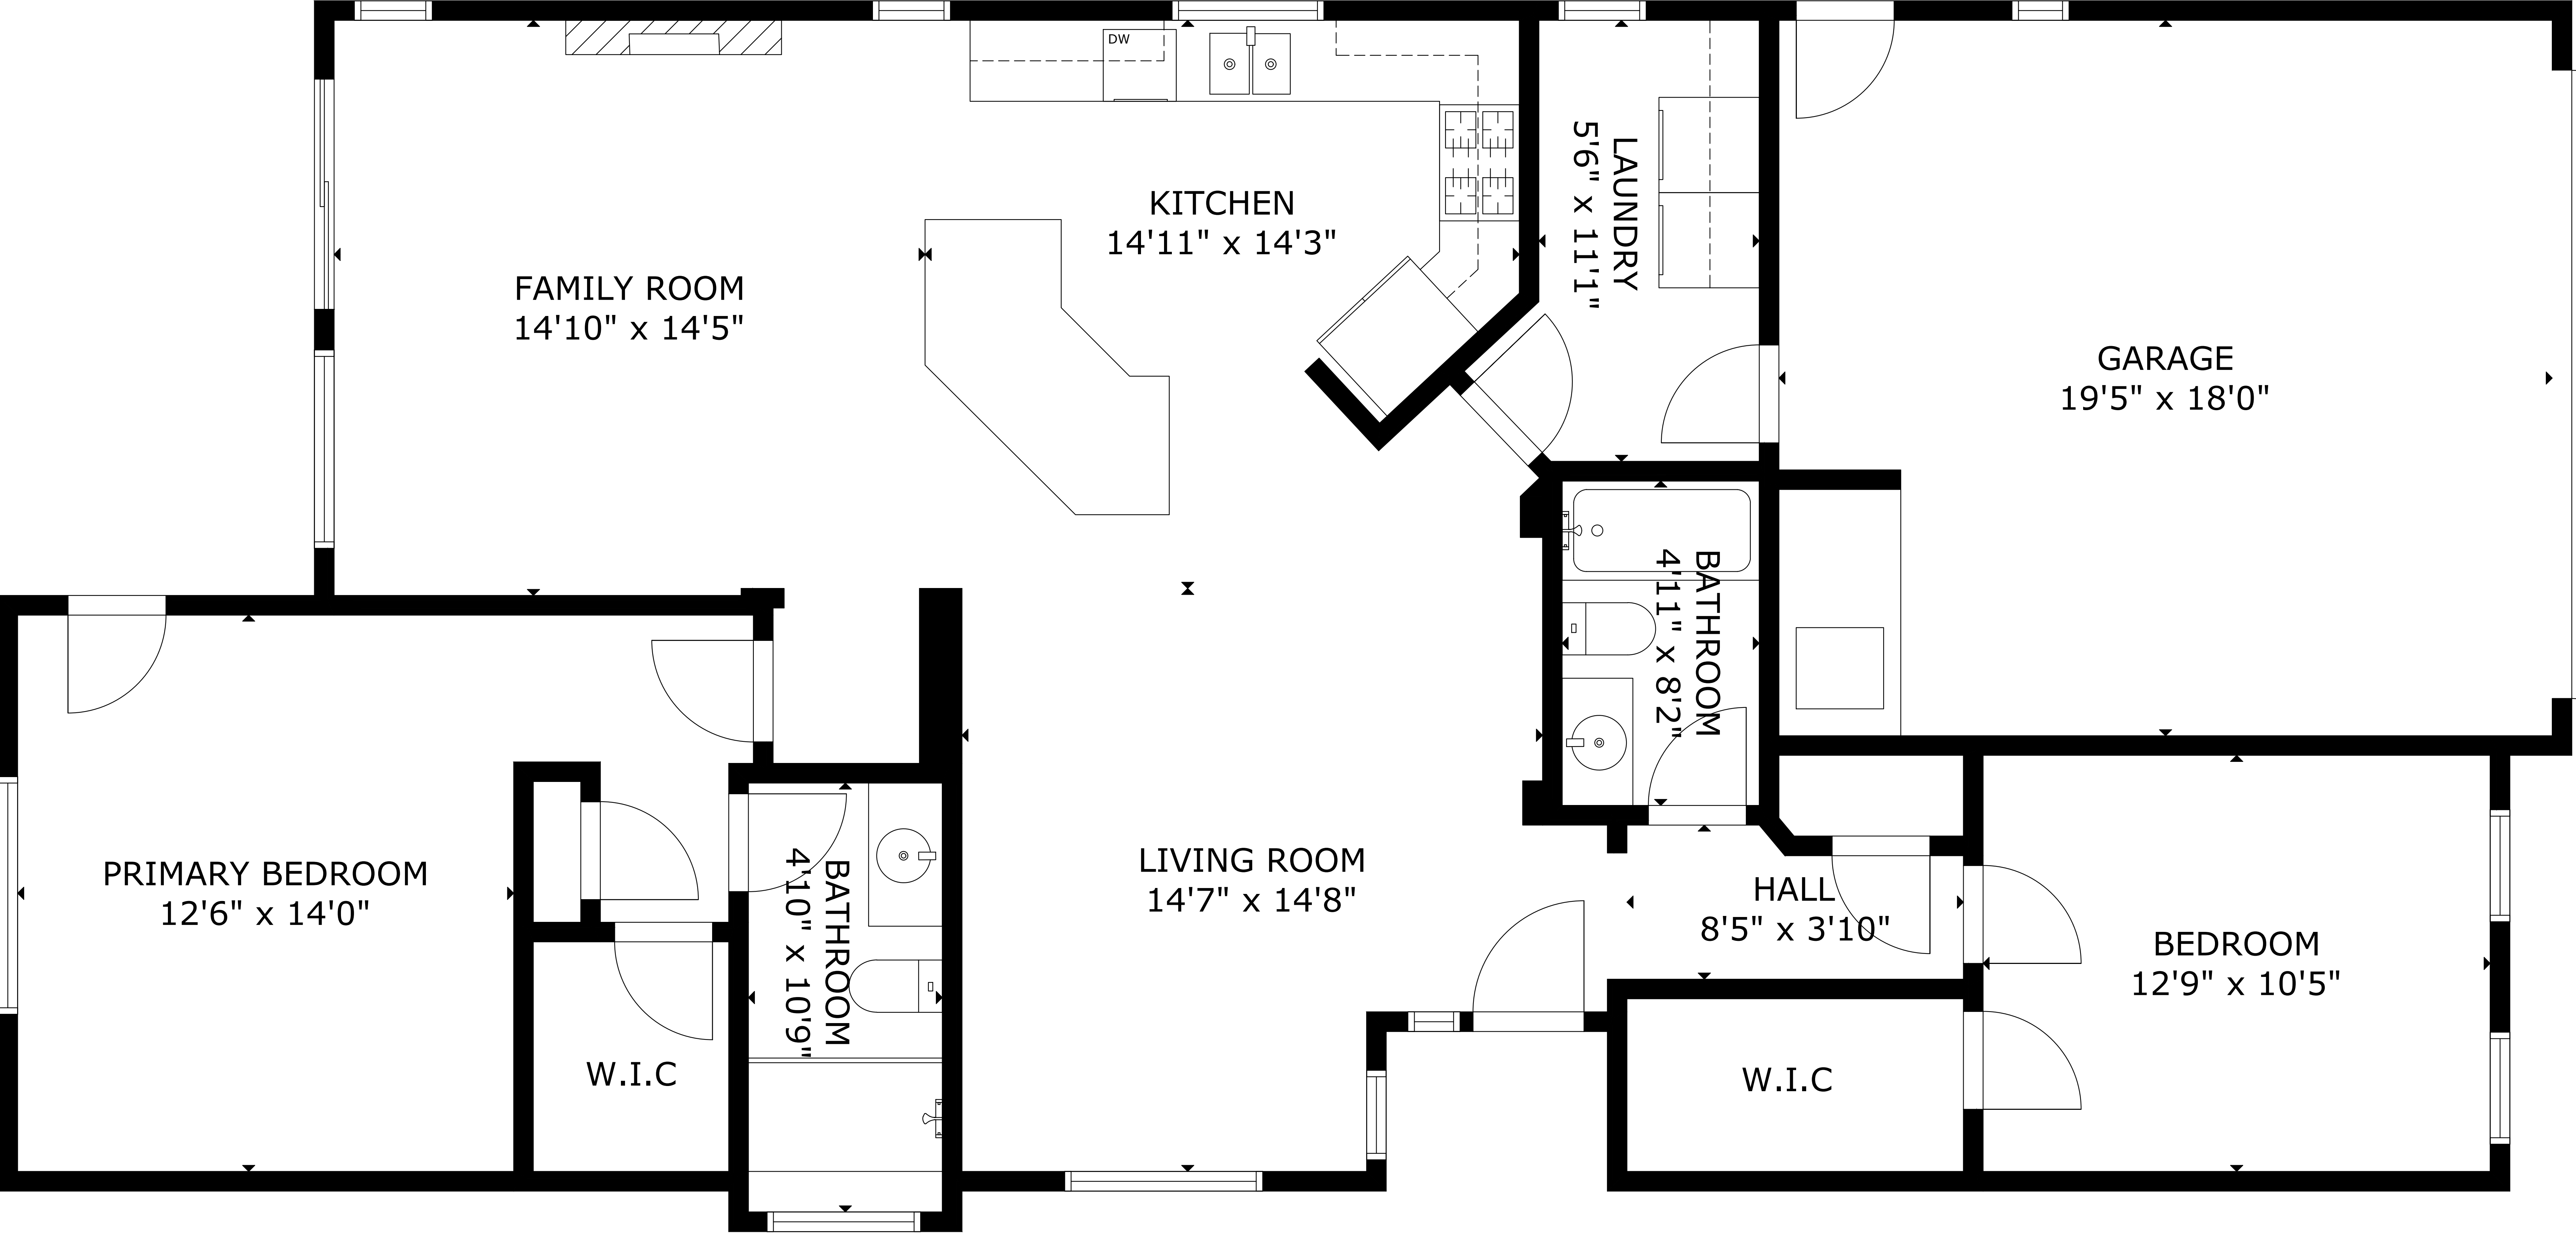 DW
KITCHEN
14'11" x 14'3"
LAUNDRY
5'6" x 11'1"
FAMILY ROOM
14'10" x 14'5"
GARAGE
19'5" x 18'0"
BATHROOM
4'11" x 8'2"
PRIMARY BEDROOM
12'6" x 14'0"
BATHROOM
4'10" x 10'9"
LIVING ROOM
14'7" x 14'8"
HALL
8'5" x 3'10"
BEDROOM
12'9" x 10'5"
W.I.C
W.I.C